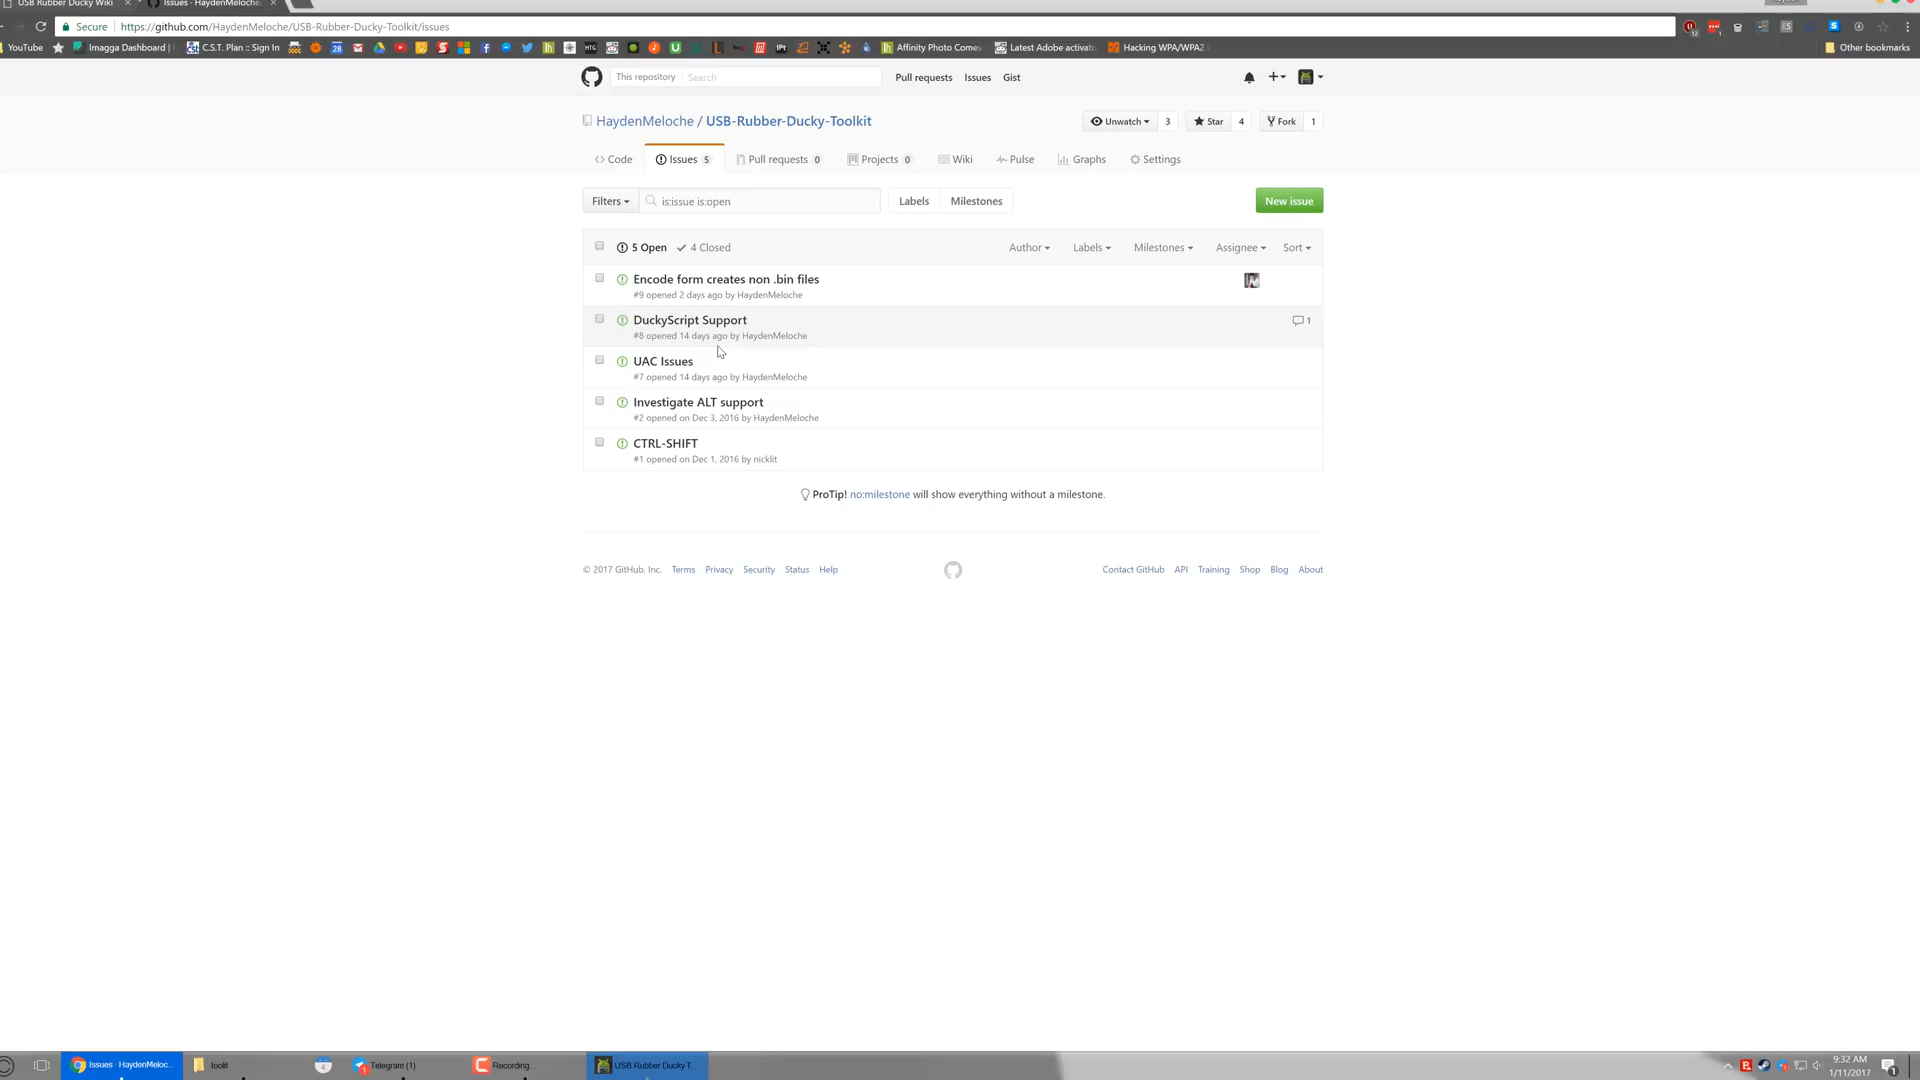 USB Rubber Ducky Wiki
Issues · HaydenMeloche/
Secure https://github.com/HaydenMeloche/USB-Rubber-Ducky-Toolkit/issues
YouTube Imagga Dashboard | C.S.T. Plan :: Sign In Affinity Photo Comes Latest Adobe activato Hacking WPA/WPA2 Other bookmarks
This repository Search Pull requests Issues Gist
HaydenMeloche / USB-Rubber-Ducky-Toolkit Unwatch 3 Star 4 Fork 1
Code Issues 5 Pull requests 0 Projects 0 Wiki Pulse Graphs Settings
Filters is:issue is:open Labels Milestones New issue
5 Open 4 Closed Author Labels Milestones Assignee Sort
Encode form creates non .bin files
#9 opened 2 days ago by HaydenMeloche
DuckyScript Support 1
#8 opened 14 days ago by HaydenMeloche
UAC Issues
#7 opened 14 days ago by HaydenMeloche
Investigate ALT support
#2 opened on Dec 3, 2016 by HaydenMeloche
CTRL-SHIFT
#1 opened on Dec 1, 2016 by nicklit
ProTip! no:milestone will show everything without a milestone.
© 2017 GitHub, Inc. Terms Privacy Security Status Help Contact GitHub API Training Shop Blog About
Issues · HaydenMeloc... toolit Telegram (1) Recording... USB Rubber Ducky T...
9:32 AM
1/11/2017